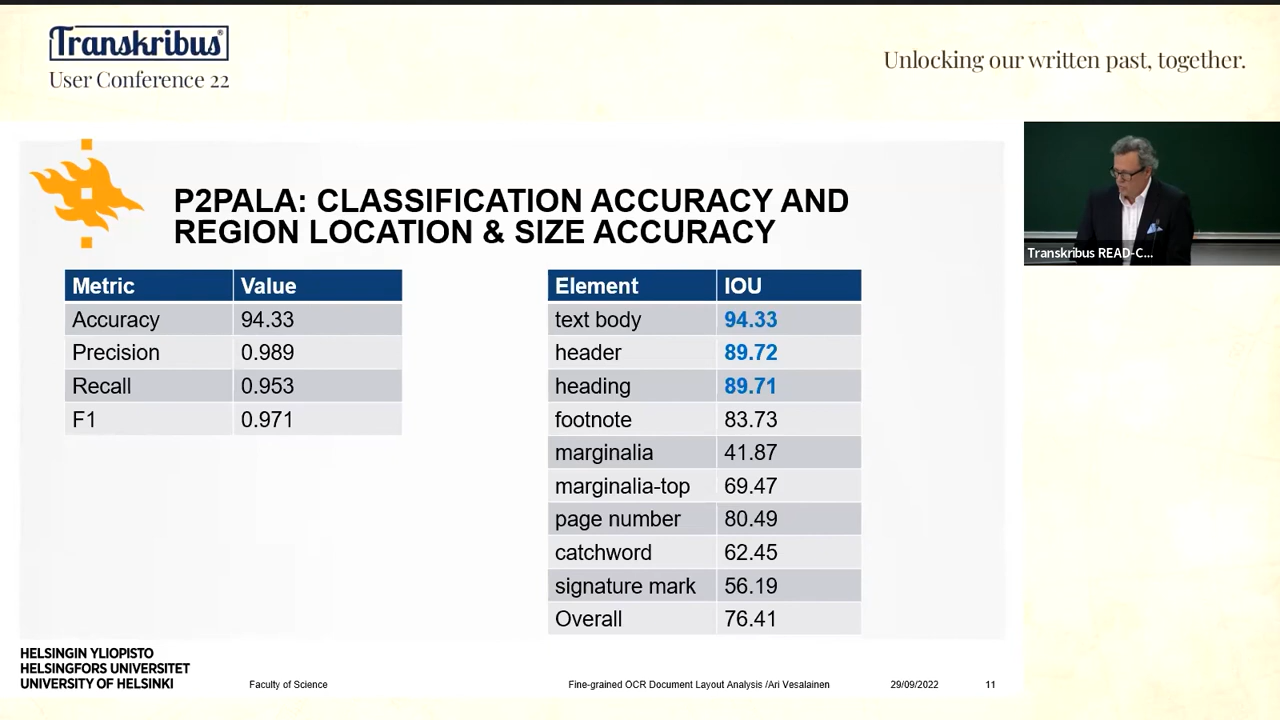 Transkribus®
User Conference 22
Unlocking our written past, together.
P2PALA: CLASSIFICATION ACCURACY AND
REGION LOCATION & SIZE ACCURACY
Metric Value
Accuracy 94.33
Precision 0.989
Recall 0.953
F1 0.971
Element IOU
text body 94.33
header 89.72
heading 89.71
footnote 83.73
marginalia 41.87
marginalia-top 69.47
page number 80.49
catchword 62.45
signature mark 56.19
Overall 76.41
Transkribus READ-C...
HELSINGIN YLIOPISTO
HELSINGFORS UNIVERSITET
UNIVERSITY OF HELSINKI
Faculty of Science
Fine-grained OCR Document Layout Analysis /Ari Vesalainen
29/09/2022
11